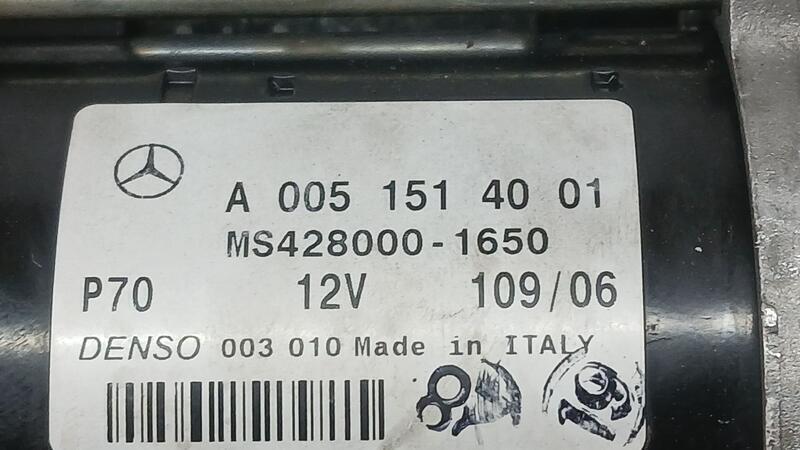 A 005 151 40 01
MS428000-1650
P70 12V 109/06
DENSO 003 010 Made in ITALY